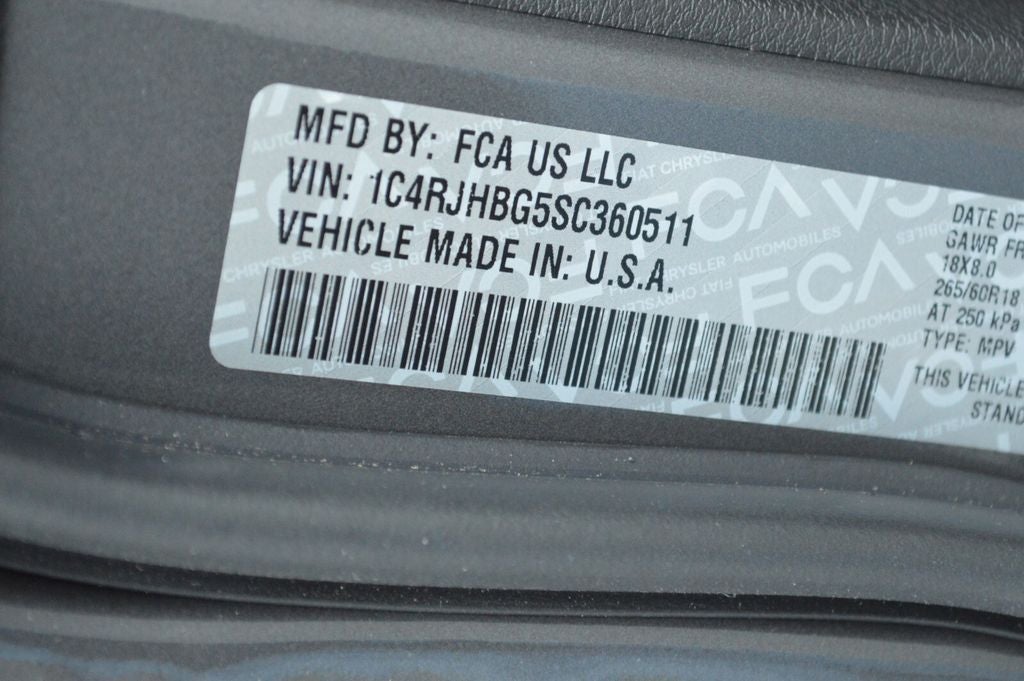 MFD BY: FCA US LLC
VIN: 1C4RJHBG5SC360511
VEHICLE MADE IN: U.S.A.
DATE OF
GAWR FR
18X8.0
265/60R18
AT 250 kPa
TYPE: MPV
THIS VEHICLE
STAND